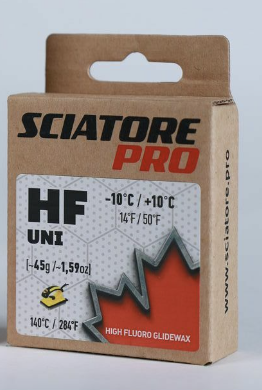 SCIATORE
PRO
HF
UNI
-10°C / +10°C
14°F / 50°F
[~45g/~1,59oz]
140°C / 284°F
HIGH FLUORO GLIDEWAX
www.sciatore.pro